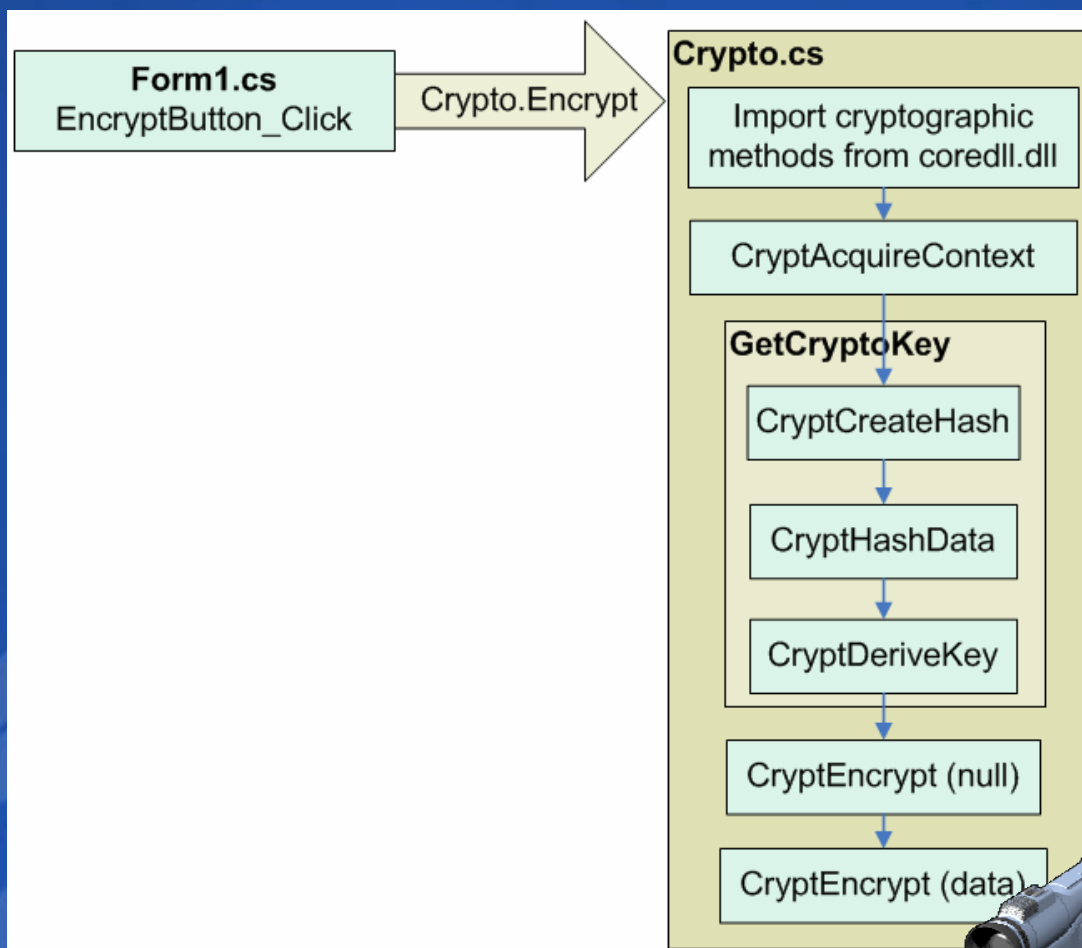 Form1.cs
EncryptButton_Click
Crypto.Encrypt
Crypto.cs
Import cryptographic
methods from coredll.dll
CryptAcquireContext
GetCryptoKey
CryptCreateHash
CryptHashData
CryptDeriveKey
CryptEncrypt (null)
CryptEncrypt (data)